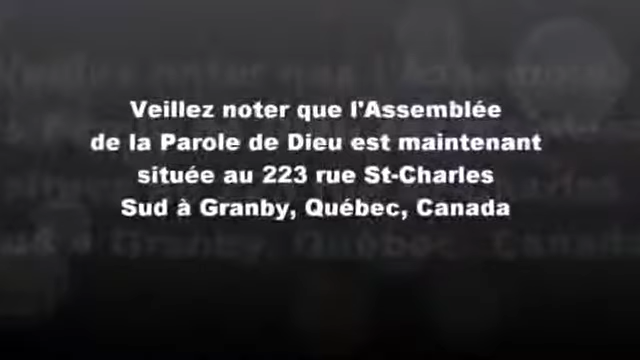 Veillez noter que l'Assemblée
de la Parole de Dieu est maintenant
située au 223 rue St-Charles
Sud à Granby, Québec, Canada